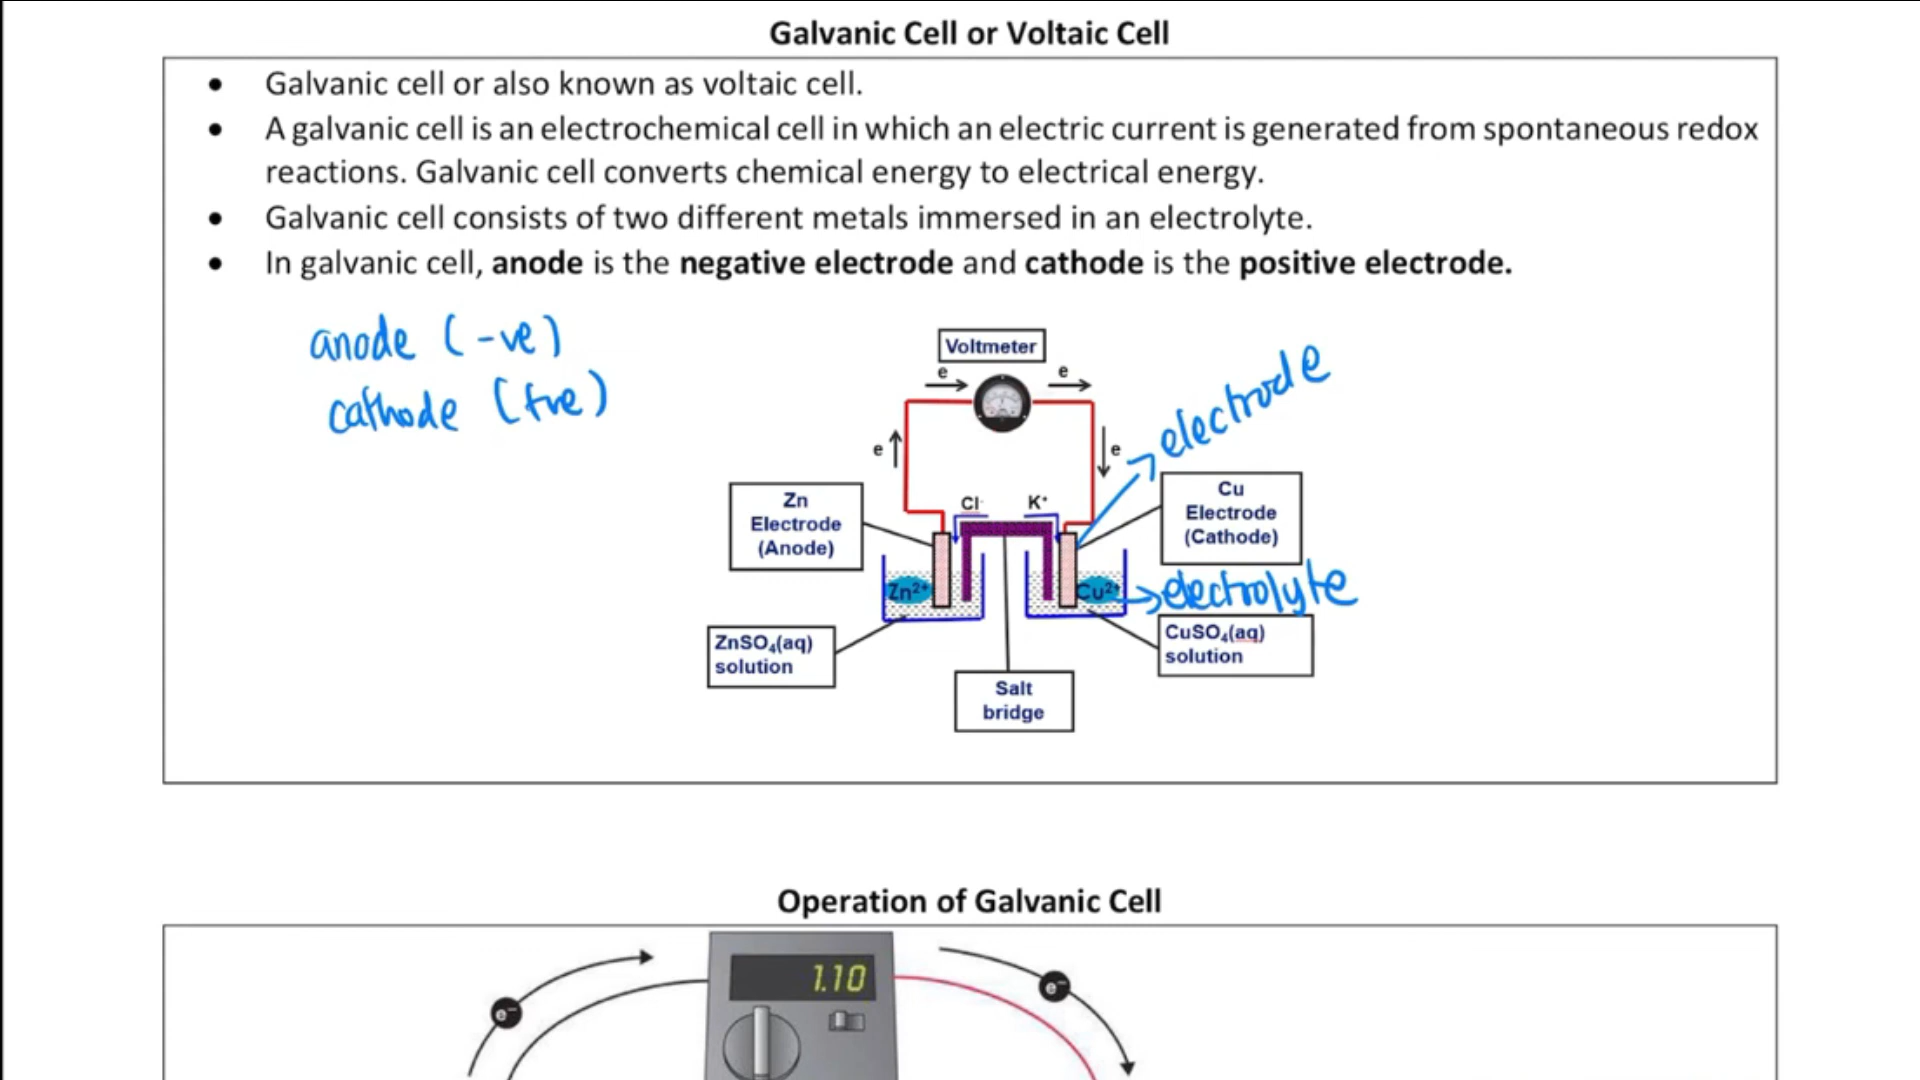 Galvanic Cell or Voltaic Cell
• Galvanic cell or also known as voltaic cell.
• A galvanic cell is an electrochemical cell in which an electric current is generated from spontaneous redox
reactions. Galvanic cell converts chemical energy to electrical energy.
• Galvanic cell consists of two different metals immersed in an electrolyte.
• In galvanic cell, anode is the negative electrode and cathode is the positive electrode.
anode (-ve)
cathode (+ve)
Voltmeter
e
e
e
e
electrode
Zn
Electrode
(Anode)
Cl⁻
K⁺
Cu
Electrode
(Cathode)
Zn²⁺
Cu²⁺
electrolyte
ZnSO₄(aq)
solution
CuSO₄(aq)
solution
Salt
bridge
Operation of Galvanic Cell
1.10
e⁻
e⁻